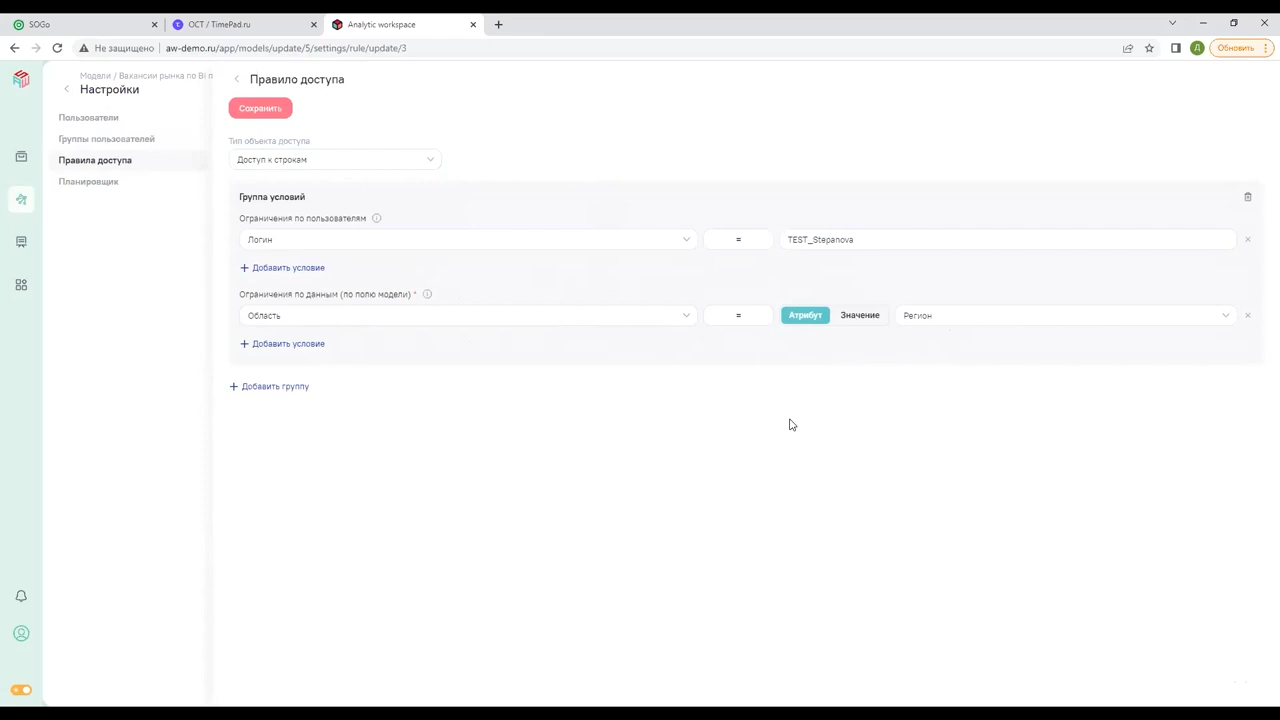 SOGo
ОСТ / TimePad.ru
Analytic workspace
Не защищено
aw-demo.ru/app/models/update/5/settings/rule/update/3
Д
Обновить
Модели / Вакансии рынка по BI п
Настройки
Пользователи
Группы пользователей
Правила доступа
Планировщик
Правило доступа
Сохранить
Тип объекта доступа
Доступ к строкам
Группа условий
Ограничения по пользователям
Логин = TEST_Stepanova
+ Добавить условие
Ограничения по данным (по полю модели) *
Область = Атрибут Значение Регион
+ Добавить условие
+ Добавить группу